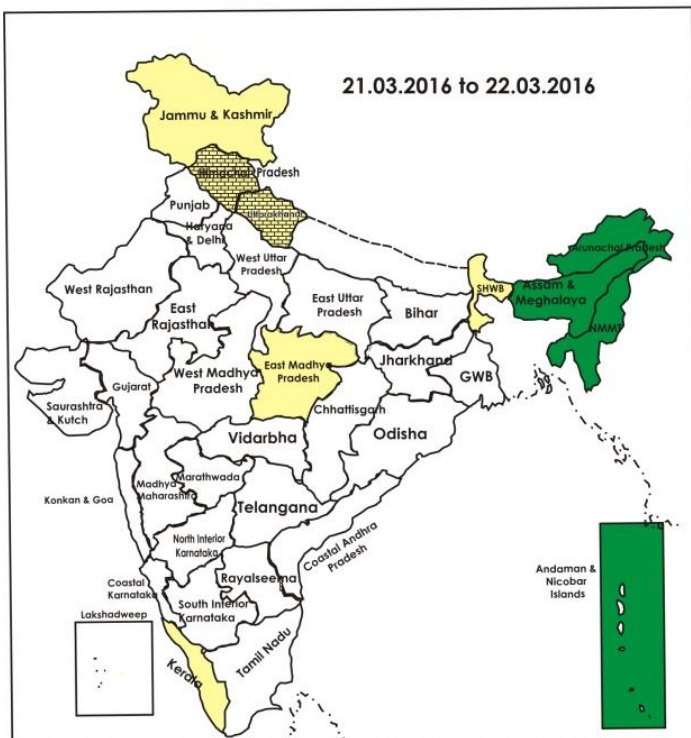 21.03.2016 to 22.03.2016
Jammu & Kashmir
Himachal Pradesh
Punjab
Uttarakhand
Haryana
& Delhi
West Uttar
Pradesh
West Rajasthan
East
Rajasthan
East Uttar
Pradesh
Bihar
SHWB
Arunachal Pradesh
Assam &
Meghalaya
NMMT
Saurashtra
& Kutch
Gujarat
West Madhya
Pradesh
East Madhya
Pradesh
Jharkhand
GWB
Chhattisgarh
Vidarbha
Odisha
Konkan & Goa
Madhya
Maharashtra
Marathwada
Telangana
North Interior
Karnataka
Coastal Andhra
Pradesh
Rayalseema
Coastal
Karnataka
South Interior
Karnataka
Lakshadweep
Kerala
Tamil Nadu
Andaman &
Nicobar
Islands